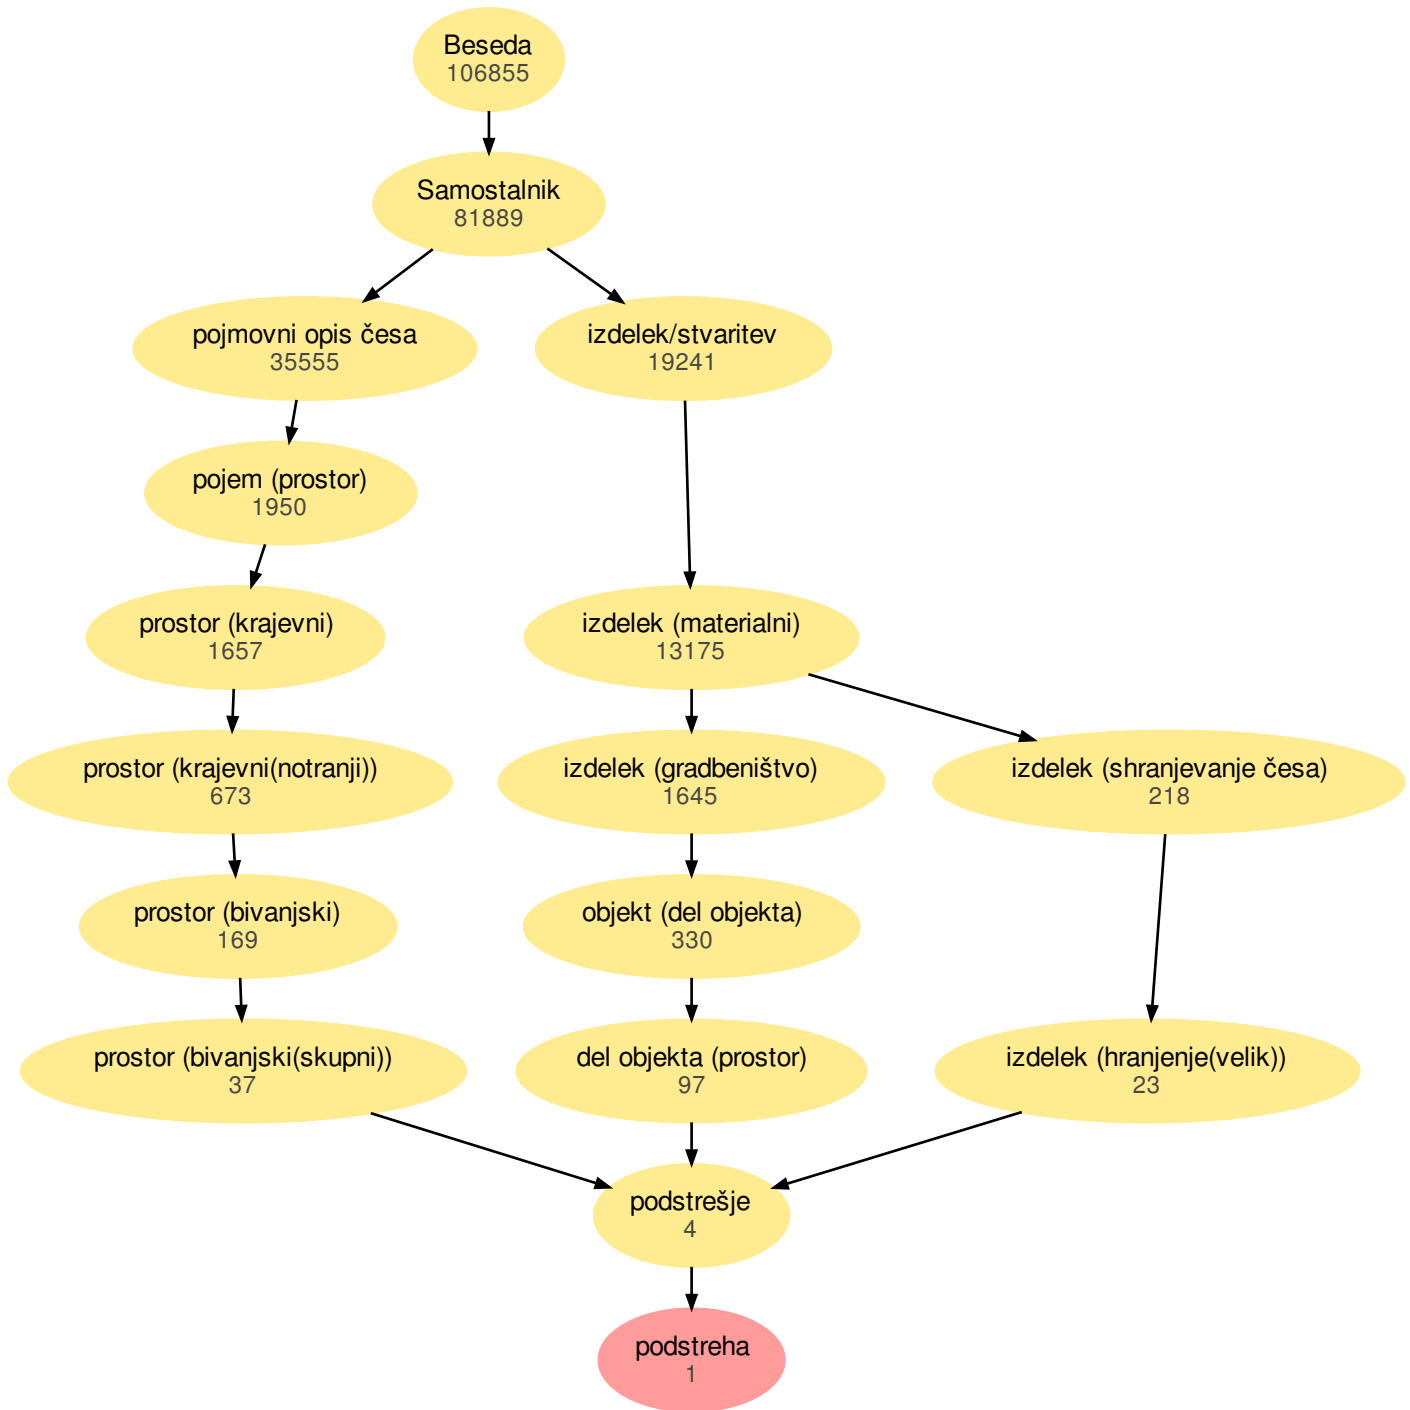 Beseda
106855
Samostalnik
81889
pojmovni opis česa
35555
izdelek/stvaritev
19241
pojem (prostor)
1950
prostor (krajevni)
1657
izdelek (materialni)
13175
prostor (krajevni(notranji))
673
izdelek (gradbeništvo)
1645
izdelek (shranjevanje česa)
218
prostor (bivanjski)
169
objekt (del objekta)
330
prostor (bivanjski(skupni))
37
del objekta (prostor)
97
izdelek (hranjenje(velik))
23
podstrešje
4
podstreha
1